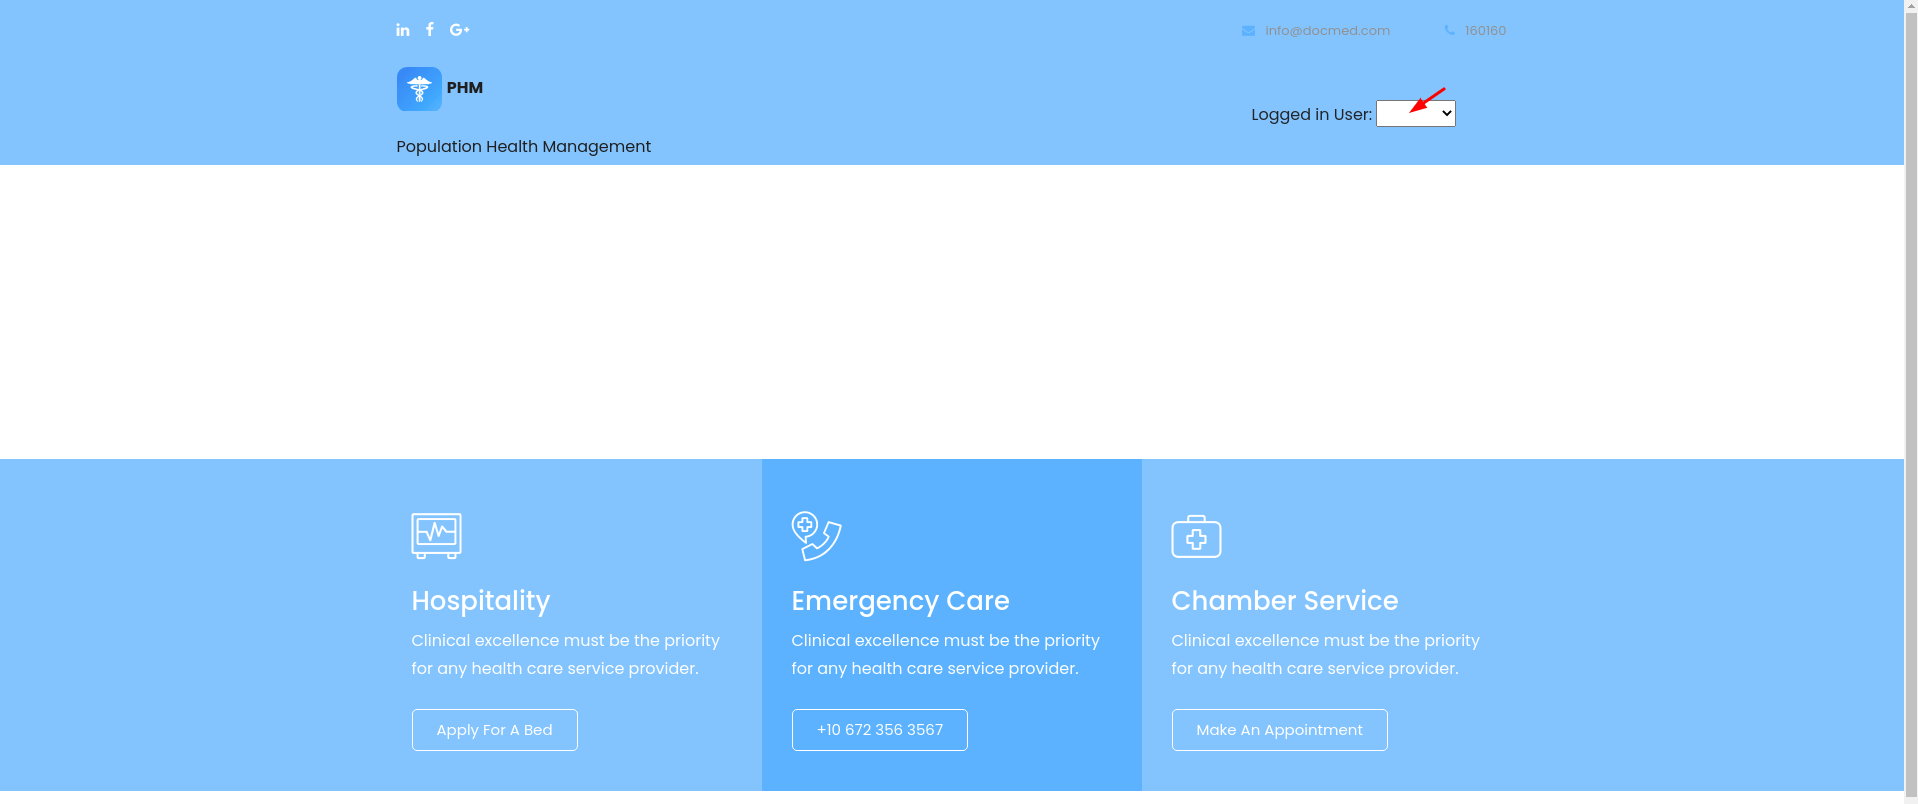 info@docmed.com
160160
PHM
Logged in User:
Population Health Management
Hospitality
Clinical excellence must be the priority
for any health care service provider.
Apply For A Bed
Emergency Care
Clinical excellence must be the priority
for any health care service provider.
+10 672 356 3567
Chamber Service
Clinical excellence must be the priority
for any health care service provider.
Make An Appointment